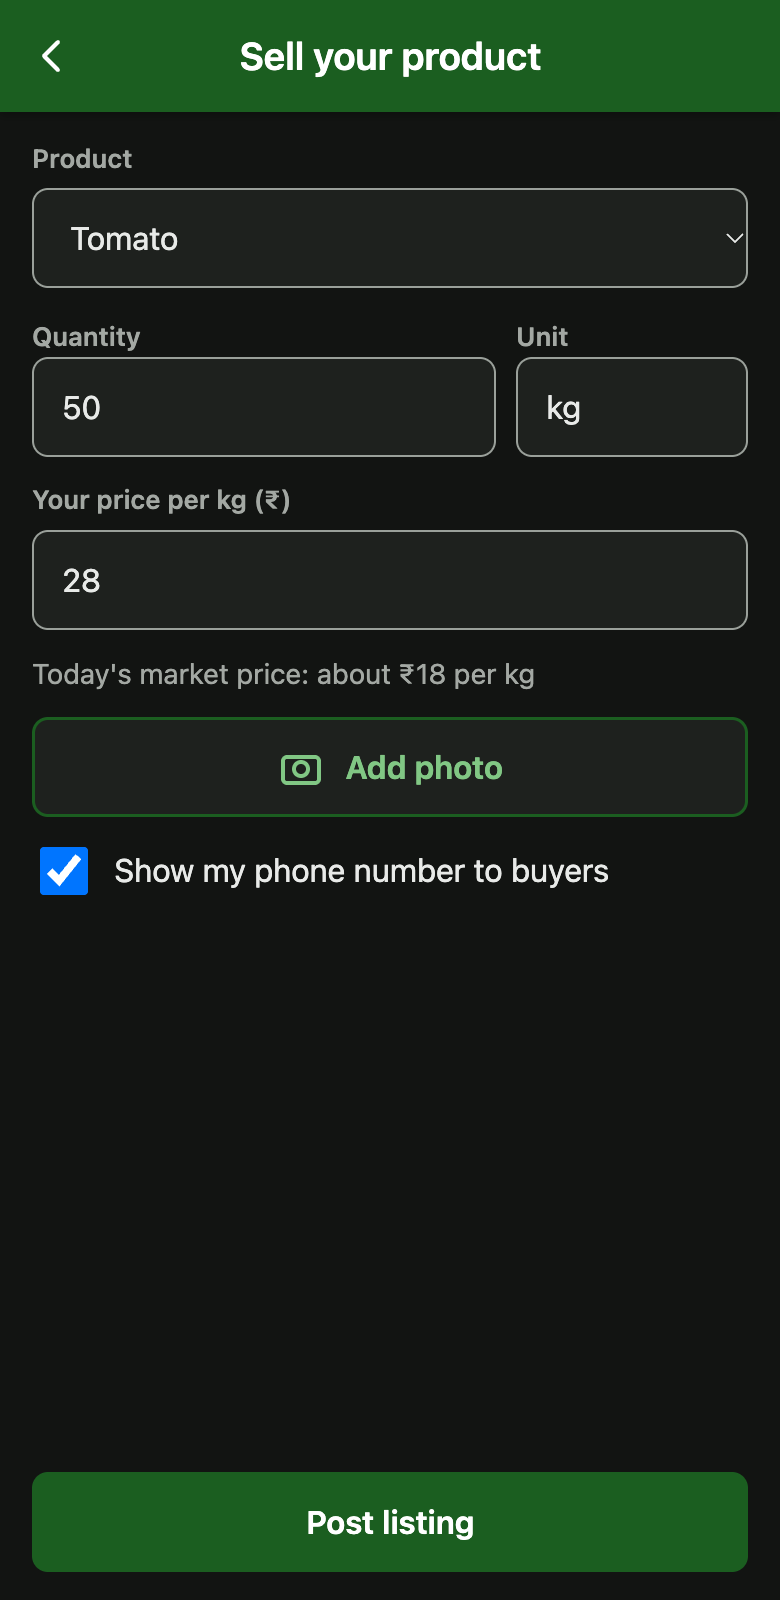 Sell your product
Product
Tomato
Quantity
Unit
50
kg
Your price per kg (₹)
28
Today's market price: about ₹18 per kg
Add photo
Show my phone number to buyers
Post listing